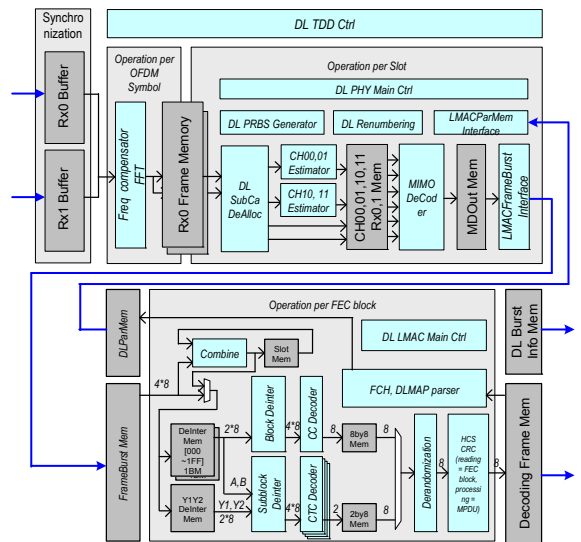 Synchro
nization
DL TDD Ctrl
Operation per
OFDM
Symbol
Operation per Slot
DL PHY Main Ctrl
DL PRBS Generator
DL Renumbering
LMACParMem
Interface
Rx0 Buffer
Rx1 Buffer
Freq compensator
FFT
Rx0 Frame Memory
DL
SubCa
DeAlloc
CH00,01
Estimator
CH10, 11
Estimator
CH00,01,10,11
Rx0,1 Mem
MIMO
DeCod
er
MDOut Mem
LMACFrameBurst
Interface
Operation per FEC block
DLParMem
DL LMAC Main Ctrl
DL Burst
Info Mem
Combine
Slot
Mem
FCH, DLMAP parser
FrameBurst Mem
4*8
DeInter
Mem
[000
~1FF]
1BM
2*8
Block Deinter
4*8
CC Decoder
8
8by8
Mem
8
Y1Y2
DeInter
Mem
A,B
Y1,Y2
2*8
Subblock
Deinter
4*8
CTC Decoder
2
2by8
Mem
8
Derandomization
8
HCS
CRC
(reading
= FEC
block,
processi
ng =
MPDU)
8
Decoding Frame Mem